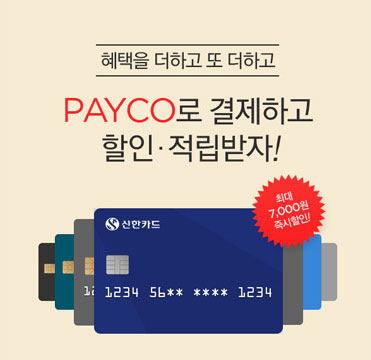 혜택을 더하고 또 더하고
PAYCO로 결제하고
할인·적립받자!
최대
7,000원
즉시할인!
신한카드
1234 56** **** 1234